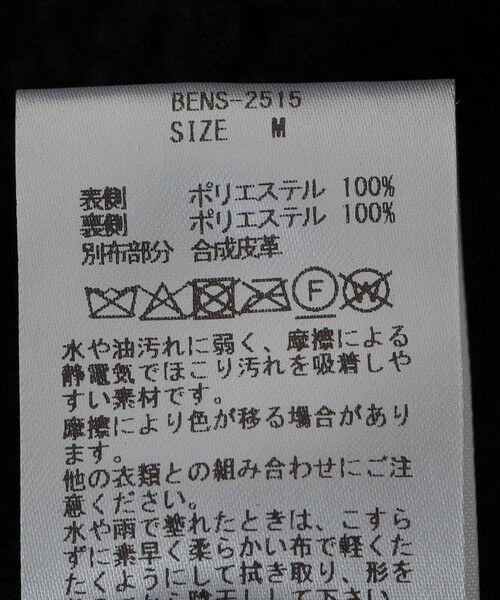 BENS-2515
SIZE M
表側 ポリエステル 100%
裏側 ポリエステル 100%
別布部分 合成皮革
F W
水や油汚れに弱く、摩擦による
静電気でほこり汚れを吸着しや
すい素材です。
摩擦により色が移る場合があり
ます。
他の衣類との組み合わせにご注
意ください。
水や雨で塗れたときは、こすら
ずに素早く柔らかい布で軽くた
たくようにして拭き取り、形を